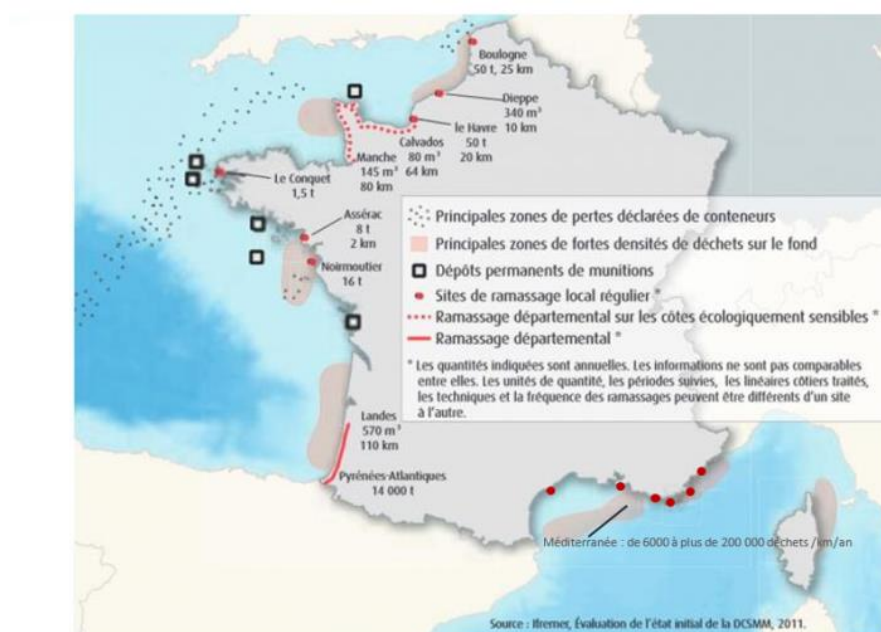 Boulogne
50 t, 25 km
Dieppe
340 m³
10 km
le Havre
50 t
20 km
Calvados
80 m³
64 km
Manche
145 m³
80 km
Le Conquet
1,5 t
Assérac
8 t
2 km
Noirmoutier
16 t
Principales zones de pertes déclarées de conteneurs
Principales zones de fortes densités de déchets sur le fond
Dépôts permanents de munitions
Sites de ramassage local régulier *
Ramassage départemental sur les côtes écologiquement sensibles *
Ramassage départemental *
* Les quantités indiquées sont annuelles. Les informations ne sont pas comparables
entre elles. Les unités de quantité, les périodes suivies, les linéaires côtiers traités,
les techniques et la fréquence des ramassages peuvent être différents d'un site
à l'autre.
Landes
570 m³
110 km
Pyrénées-Atlantiques
14 000 t
Méditerranée : de 6000 à plus de 200 000 déchets /km/an
Source : Ifremer, Évaluation de l'état initial de la DCSMM, 2011.